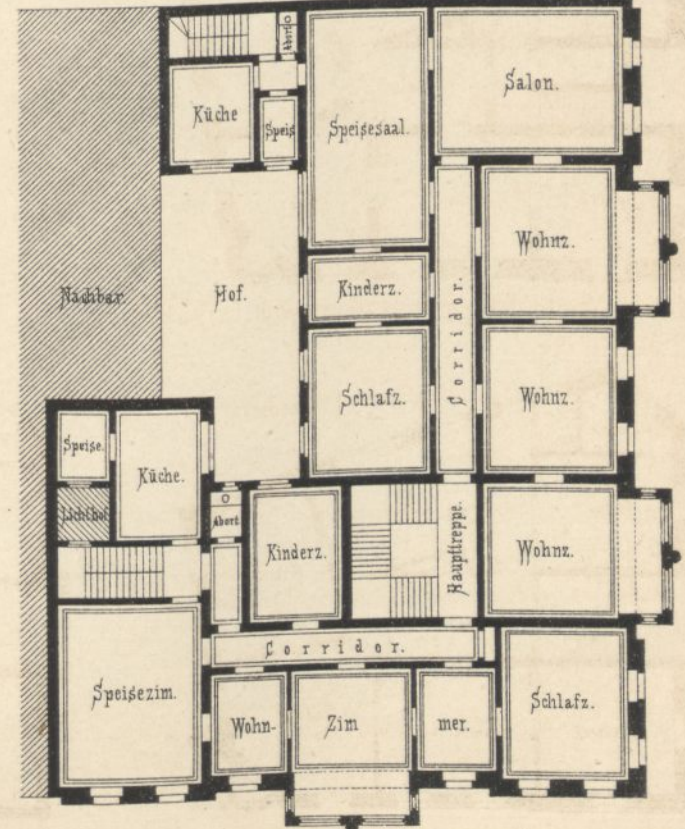 Abort
Salon.
Küche
Speis
Speisesaal.
Wohnz.
Nachbar.
Hof.
Kinderz.
Corridor.
Schlafz.
Wohnz.
Speise.
Küche.
Lichthof
Abort
Kinderz.
Haupttreppe.
Wohnz.
Corridor.
Speisezim.
Wohn-
Zim
mer.
Schlafz.